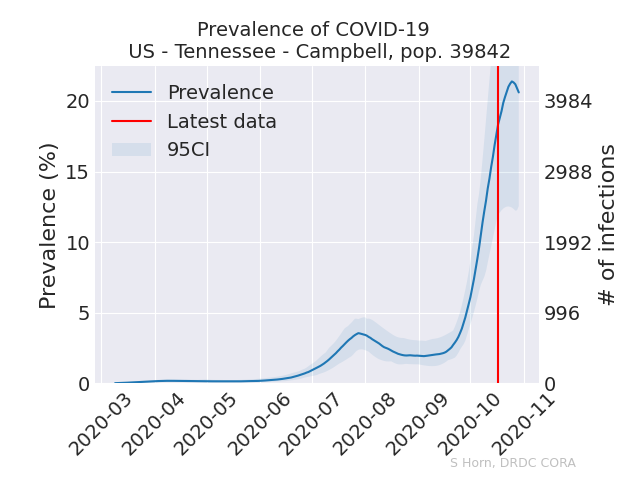 Prevalence of COVID-19
US - Tennessee - Campbell, pop. 39842
Prevalence
Latest data
95CI
Prevalence (%)
20
15
10
5
0
3984
2988
1992
996
0
# of infections
2020-03
2020-04
2020-05
2020-06
2020-07
2020-08
2020-09
2020-10
2020-11
S Horn, DRDC CORA